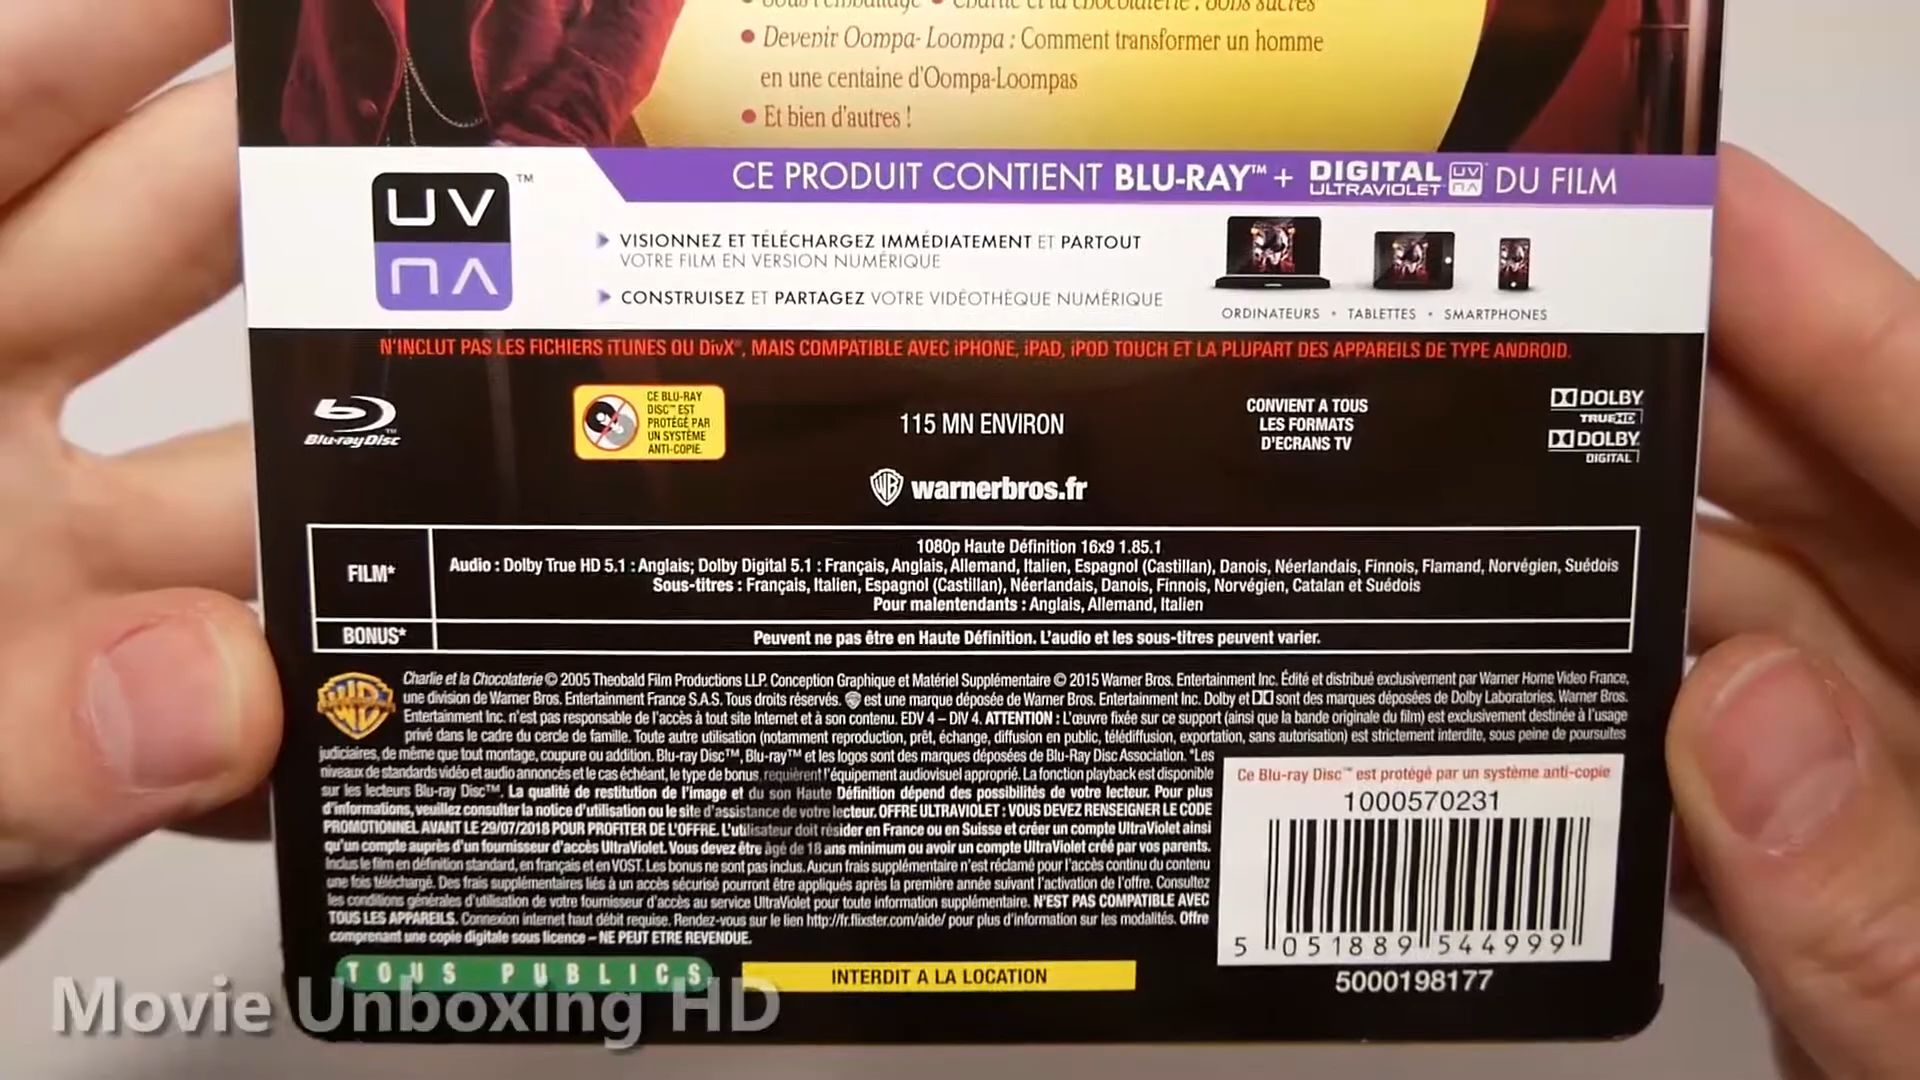 • Sous l'emballage • Charlie et la chocolaterie : Bons sucres
• Devenir Oompa-Loompa : Comment transformer un homme
en une centaine d'Oompa-Loompas
• Et bien d'autres !
CE PRODUIT CONTIENT BLU-RAY™ + DIGITAL ULTRAVIOLET UV DU FILM
UV ™
VISIONNEZ ET TÉLÉCHARGEZ IMMÉDIATEMENT ET PARTOUT
VOTRE FILM EN VERSION NUMÉRIQUE
CONSTRUISEZ ET PARTAGEZ VOTRE VIDÉOTHÈQUE NUMÉRIQUE
ORDINATEURS • TABLETTES • SMARTPHONES
N'INCLUT PAS LES FICHIERS iTUNES OU DivX®, MAIS COMPATIBLE AVEC iPHONE, iPAD, iPOD TOUCH ET LA PLUPART DES APPAREILS DE TYPE ANDROID.
Blu-ray Disc™
CE BLU-RAY
DISC™ EST
PROTÉGÉ PAR
UN SYSTÈME
ANTI-COPIE.
115 MN ENVIRON
CONVIENT A TOUS
LES FORMATS
D'ECRANS TV
DOLBY
TRUEHD
DOLBY
DIGITAL
warnerbros.fr
FILM*
1080p Haute Définition 16x9 1.85.1
Audio : Dolby True HD 5.1 : Anglais; Dolby Digital 5.1 : Français, Anglais, Allemand, Italien, Espagnol (Castillan), Danois, Néerlandais, Finnois, Flamand, Norvégien, Suédois
Sous-titres : Français, Italien, Espagnol (Castillan), Néerlandais, Danois, Finnois, Norvégien, Catalan et Suédois
Pour malentendants : Anglais, Allemand, Italien
BONUS*
Peuvent ne pas être en Haute Définition. L'audio et les sous-titres peuvent varier.
Charlie et la Chocolaterie © 2005 Theobald Film Productions LLP. Conception Graphique et Matériel Supplémentaire © 2015 Warner Bros. Entertainment Inc. Édité et distribué exclusivement par Warner Home Video France,
une division de Warner Bros. Entertainment France S.A.S. Tous droits réservés. est une marque déposée de Warner Bros. Entertainment Inc. Dolby et sont des marques déposées de Dolby Laboratories. Warner Bros.
Entertainment Inc. n'est pas responsable de l'accès à tout site Internet et à son contenu. EDV 4 – DIV 4. ATTENTION : L'œuvre fixée sur ce support (ainsi que la bande originale du film) est exclusivement destinée à l'usage
privé dans le cadre du cercle de famille. Toute autre utilisation (notamment reproduction, prêt, échange, diffusion en public, télédiffusion, exportation, sans autorisation) est strictement interdite, sous peine de poursuites
judiciaires, de même que tout montage, coupure ou addition. Blu-ray Disc™, Blu-ray™ et les logos sont des marques déposées de Blu-Ray Disc Association. *Les
niveaux de standards vidéo et audio annoncés et le cas échéant, le type de bonus, requièrent l'équipement audiovisuel approprié. La fonction playback est disponible
sur les lecteurs Blu-ray Disc™. La qualité de restitution de l'image et du son Haute Définition dépend des possibilités de votre lecteur. Pour plus
d'informations, veuillez consulter la notice d'utilisation ou le site d'assistance de votre lecteur. OFFRE ULTRAVIOLET : VOUS DEVEZ RENSEIGNER LE CODE
PROMOTIONNEL AVANT LE 29/07/2018 POUR PROFITER DE L'OFFRE. L'utilisateur doit résider en France ou en Suisse et créer un compte UltraViolet ainsi
qu'un compte auprès d'un fournisseur d'accès UltraViolet. Vous devez être âgé de 18 ans minimum ou avoir un compte UltraViolet créé par vos parents.
Inclus le film en définition standard, en français et en VOST. Les bonus ne sont pas inclus. Aucun frais supplémentaire n'est réclamé pour l'accès continu du contenu
une fois téléchargé. Des frais supplémentaires liés à un accès sécurisé pourront être appliqués après la première année suivant l'activation de l'offre. Consultez
les conditions générales d'utilisation de votre fournisseur d'accès au service UltraViolet pour toute information supplémentaire. N'EST PAS COMPATIBLE AVEC
TOUS LES APPAREILS. Connexion internet haut débit requise. Rendez-vous sur le lien http://fr.flixster.com/aide/ pour plus d'information sur les modalités. Offre
comprenant une copie digitale sous licence – NE PEUT ETRE REVENDUE.
Ce Blu-ray Disc™ est protégé par un système anti-copie
1000570231
5 051889 544999
5000198177
TOUS PUBLICS
INTERDIT A LA LOCATION
Movie Unboxing HD